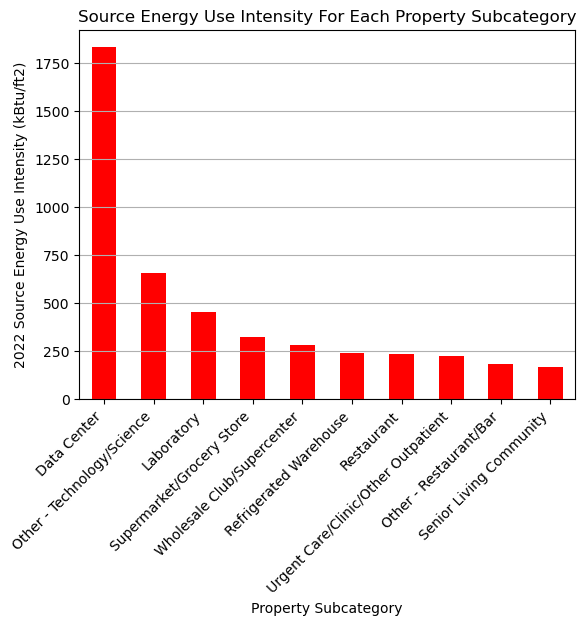 Source Energy Use Intensity For Each Property Subcategory
2022 Source Energy Use Intensity (kBtu/ft2)
1750
1500
1250
1000
750
500
250
0
Data Center
Other - Technology/Science
Laboratory
Supermarket/Grocery Store
Wholesale Club/Supercenter
Refrigerated Warehouse
Restaurant
Urgent Care/Clinic/Other Outpatient
Other - Restaurant/Bar
Senior Living Community
Property Subcategory